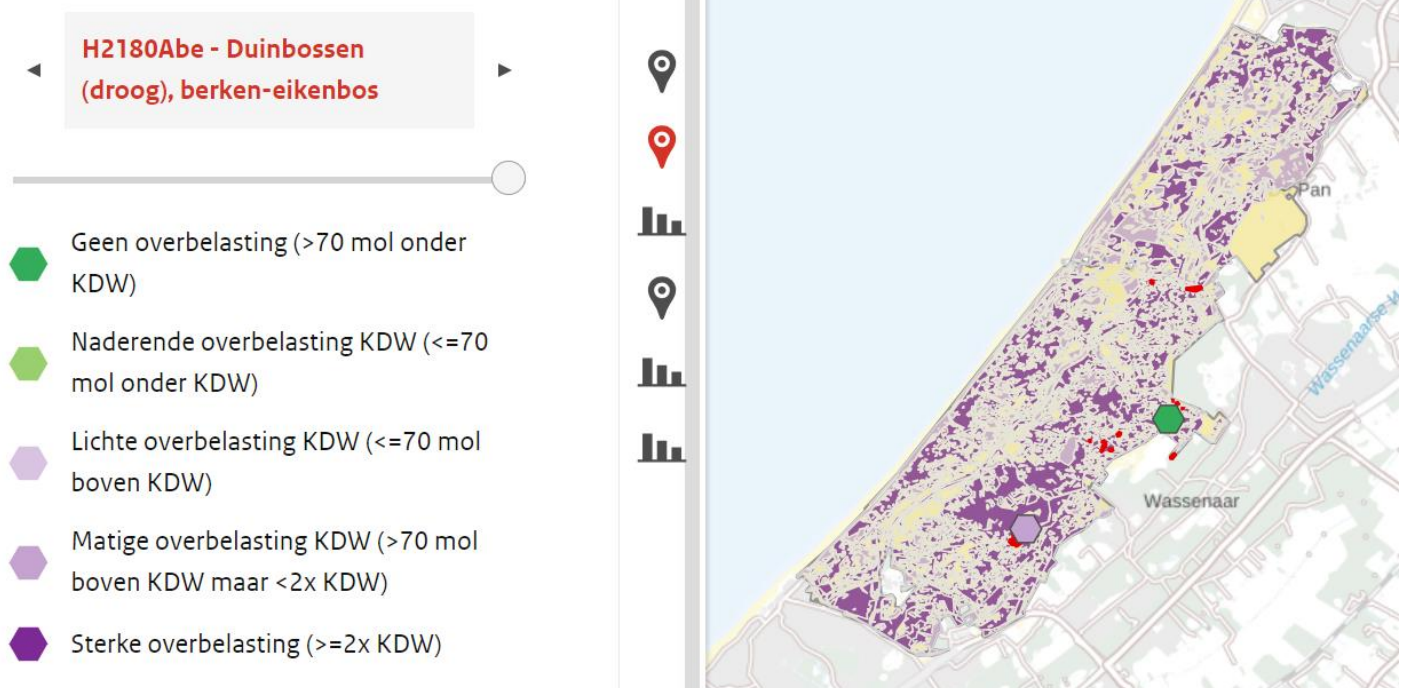 H2180Abe - Duinbossen
(droog), berken-eikenbos
Geen overbelasting (>70 mol onder
KDW)
Naderende overbelasting KDW (<=70
mol onder KDW)
Lichte overbelasting KDW (<=70 mol
boven KDW)
Matige overbelasting KDW (>70 mol
boven KDW maar <2x KDW)
Sterke overbelasting (>=2x KDW)
Pan
Wassenaarse W
Wassenaar